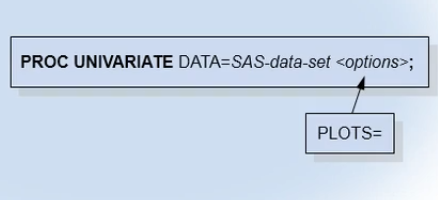 PROC UNIVARIATE DATA=SAS-data-set <options>;
PLOTS=